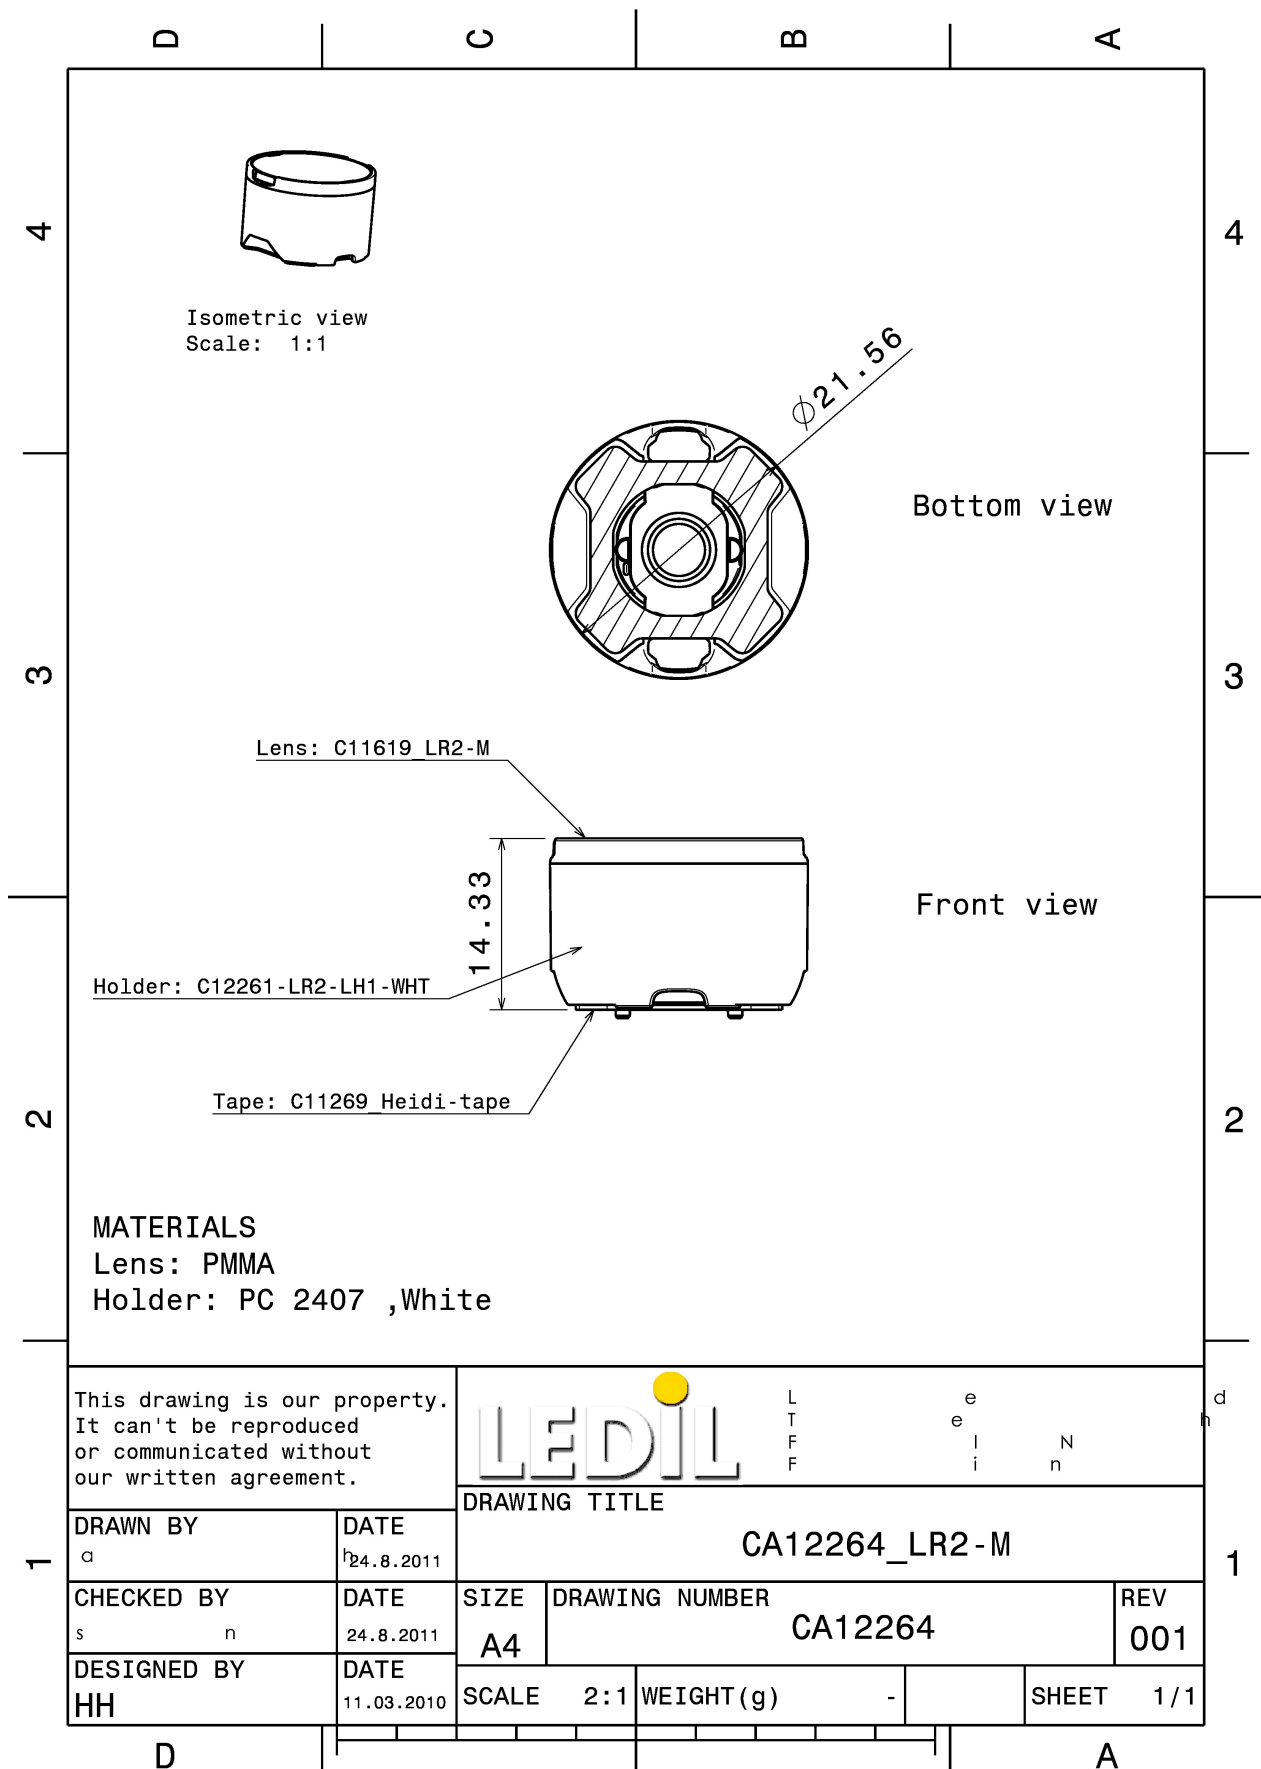 D C B A
4 4
Isometric view
Scale: 1:1
Ø21.56
Bottom view
3 3
Lens: C11619_LR2-M
14.33
Front view
Holder: C12261-LR2-LH1-WHT
Tape: C11269_Heidi-tape
2 2
MATERIALS
Lens: PMMA
Holder: PC 2407 ,White
This drawing is our property.
It can't be reproduced
or communicated without
our written agreement.
LEDiL
L e d
T e h
F l N
F i n
DRAWING TITLE
CA12264_LR2-M
DRAWN BY
a
DATE
h24.8.2011
1 1
CHECKED BY
s n
DATE
24.8.2011
SIZE
A4
DRAWING NUMBER
CA12264
REV
001
DESIGNED BY
HH
DATE
11.03.2010
SCALE 2:1
WEIGHT(g) -
SHEET 1/1
D A